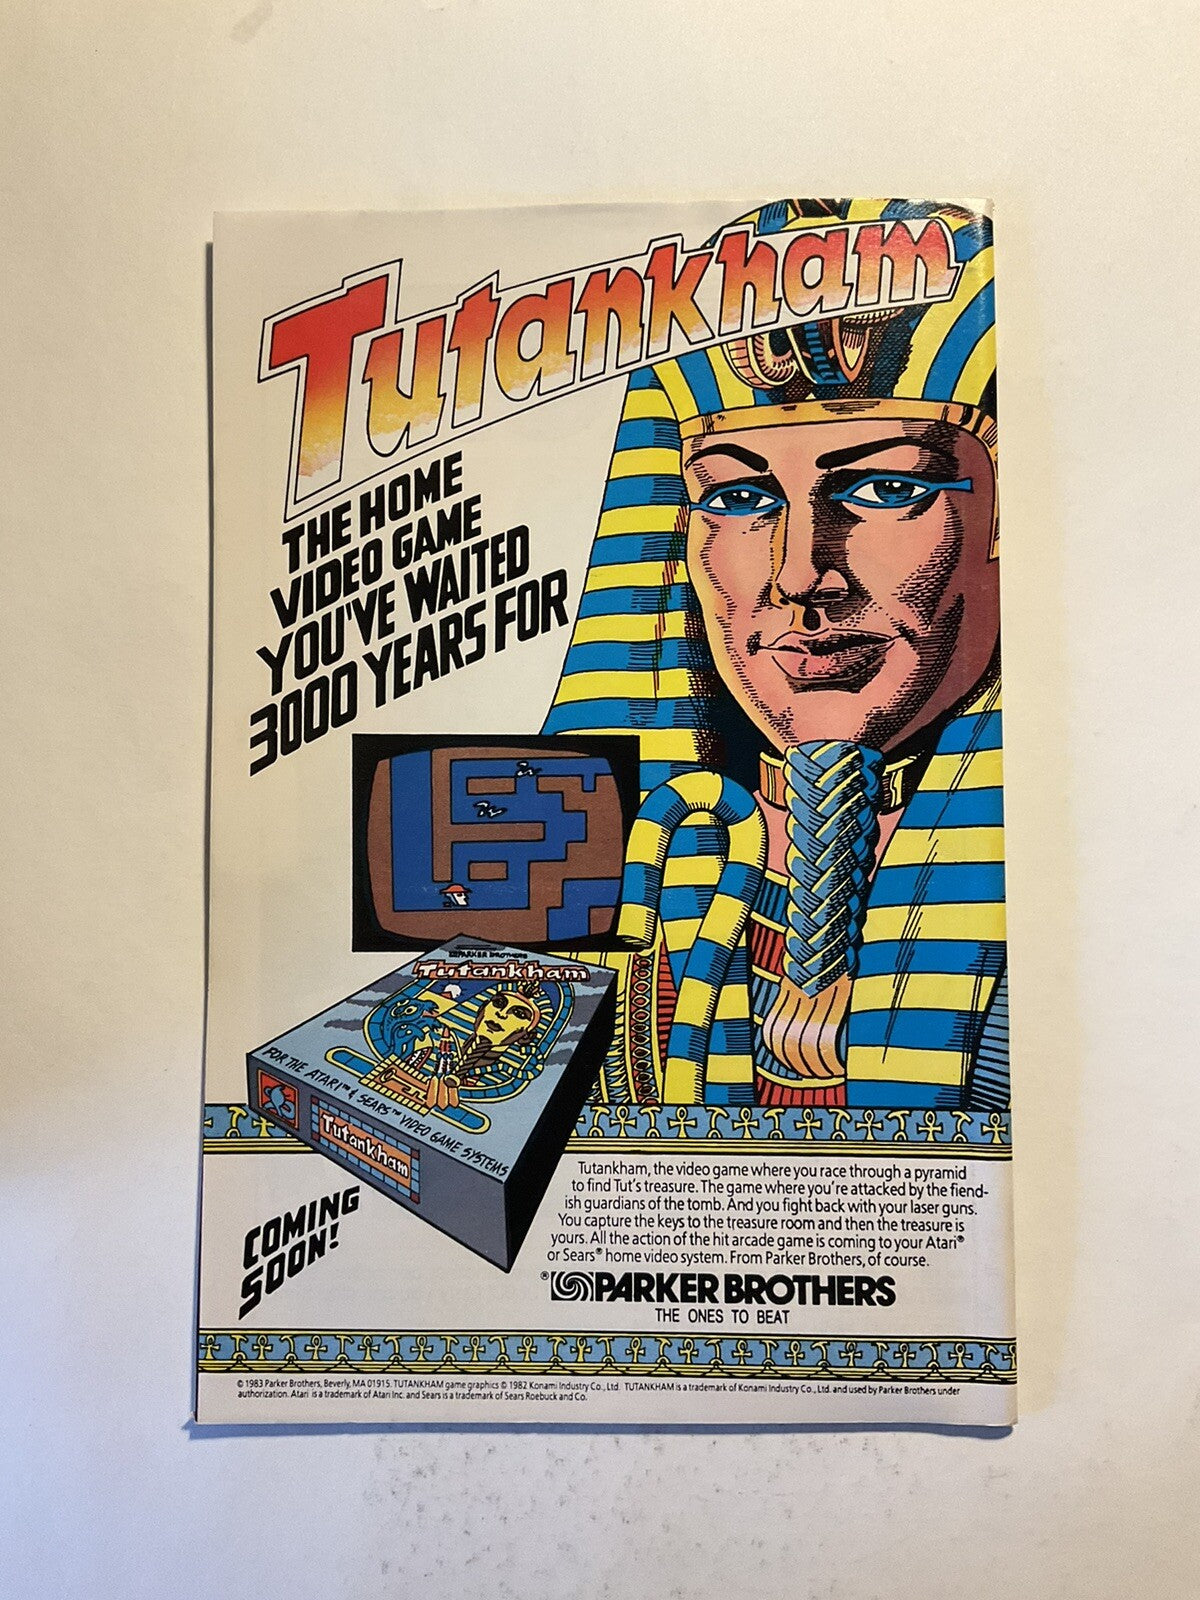 Tutankham
THE HOME
VIDEO GAME
YOU'VE WAITED
3000 YEARS FOR
PARKER BROTHERS
Tutankham
FOR THE ATARI™ & SEARS™ VIDEO GAME SYSTEMS
Tutankham
COMING
SOON!
Tutankham, the video game where you race through a pyramid
to find Tut's treasure. The game where you're attacked by the fiend-
ish guardians of the tomb. And you fight back with your laser guns.
You capture the keys to the treasure room and then the treasure is
yours. All the action of the hit arcade game is coming to your Atari®
or Sears® home video system. From Parker Brothers, of course.
® PARKER BROTHERS
THE ONES TO BEAT
© 1983 Parker Brothers, Beverly, MA 01915. TUTANKHAM game graphics © 1982 Konami Industry Co., Ltd. TUTANKHAM is a trademark of Konami Industry Co., Ltd. and used by Parker Brothers under
authorization. Atari is a trademark of Atari Inc. and Sears is a trademark of Sears Roebuck and Co.